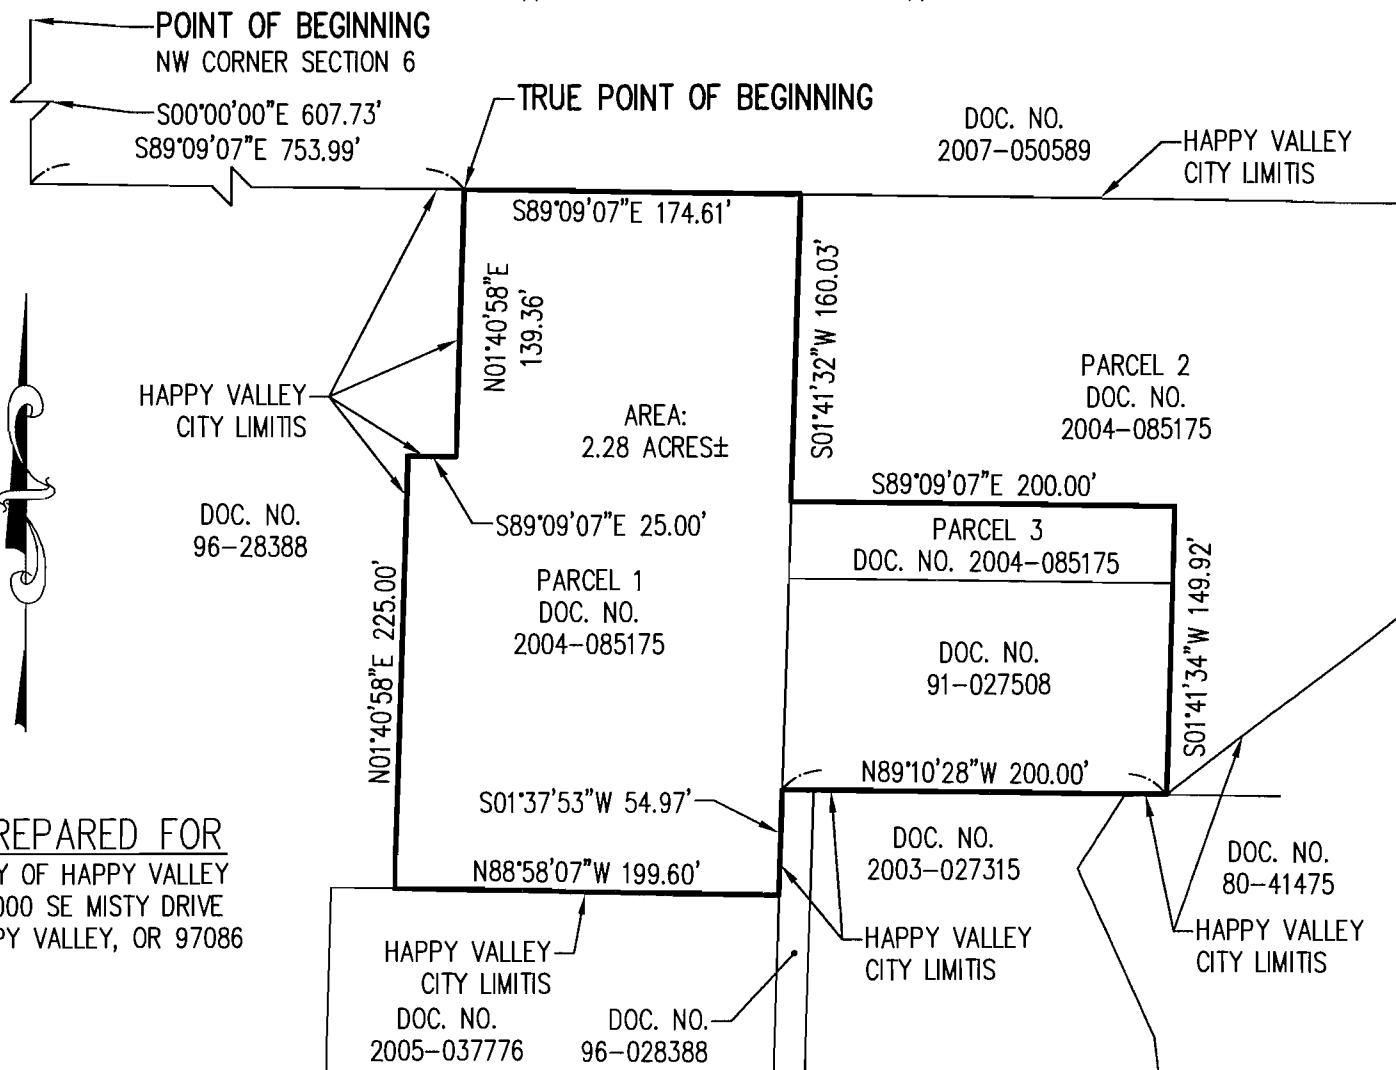 POINT OF BEGINNING
NW CORNER SECTION 6
S00°00'00"E 607.73'
S89°09'07"E 753.99'
TRUE POINT OF BEGINNING
DOC. NO.
2007-050589
HAPPY VALLEY
CITY LIMITIS
S89°09'07"E 174.61'
N01°40'58"E
139.36'
S01°41'32"W 160.03'
HAPPY VALLEY
CITY LIMITIS
AREA:
2.28 ACRES±
PARCEL 2
DOC. NO.
2004-085175
S89°09'07"E 200.00'
DOC. NO.
96-28388
S89°09'07"E 25.00'
PARCEL 3
DOC. NO. 2004-085175
PARCEL 1
DOC. NO.
2004-085175
N01°40'58"E 225.00'
DOC. NO.
91-027508
S01°41'34"W 149.92'
N89°10'28"W 200.00'
S01°37'53"W 54.97'
N88°58'07"W 199.60'
REPARED FOR
Y OF HAPPY VALLEY
000 SE MISTY DRIVE
PY VALLEY, OR 97086
DOC. NO.
2003-027315
DOC. NO.
80-41475
HAPPY VALLEY
CITY LIMITIS
HAPPY VALLEY
CITY LIMITIS
HAPPY VALLEY
CITY LIMITIS
DOC. NO.
2005-037776
DOC. NO.
96-028388